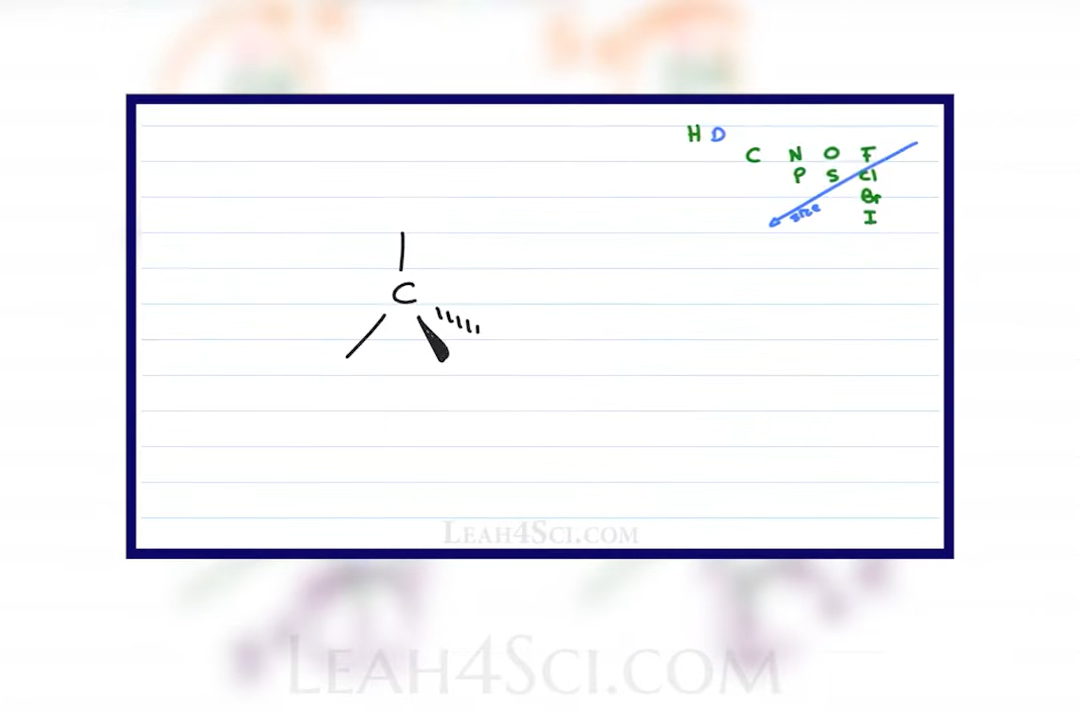 H D
C N O F
P S Cl
Br
size
I
C
LEAH4SCI.COM
LEAH4SCI.COM